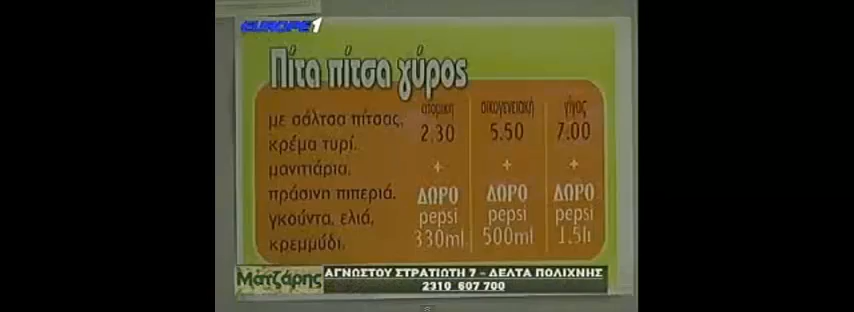 EUROPE 1
Πίτα πίτσα γύρος
ατομική οικογενειακή γίγας
με σάλτσα πίτσας, 2.30 5.50 7.00
κρέμα τυρί,
μανιτάρια, + + +
πράσινη πιπεριά, ΔΩΡΟ ΔΩΡΟ ΔΩΡΟ
γκούντα, ελιά, pepsi pepsi pepsi
κρεμμύδι. 330ml 500ml 1.5lt
Ματζάρης ΑΓΝΩΣΤΟΥ ΣΤΡΑΤΙΩΤΗ 7 - ΔΕΛΤΑ ΠΟΛΙΧΝΗΣ
2310 607 700